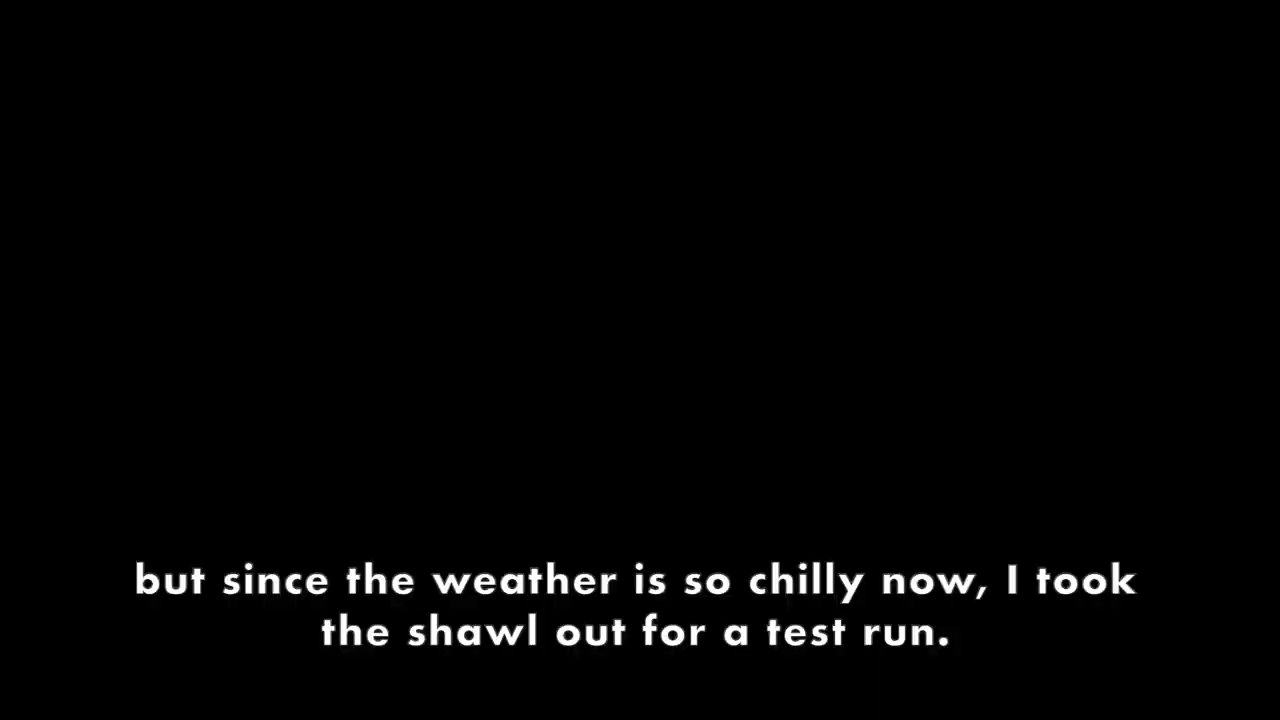 but since the weather is so chilly now, I took
the shawl out for a test run.